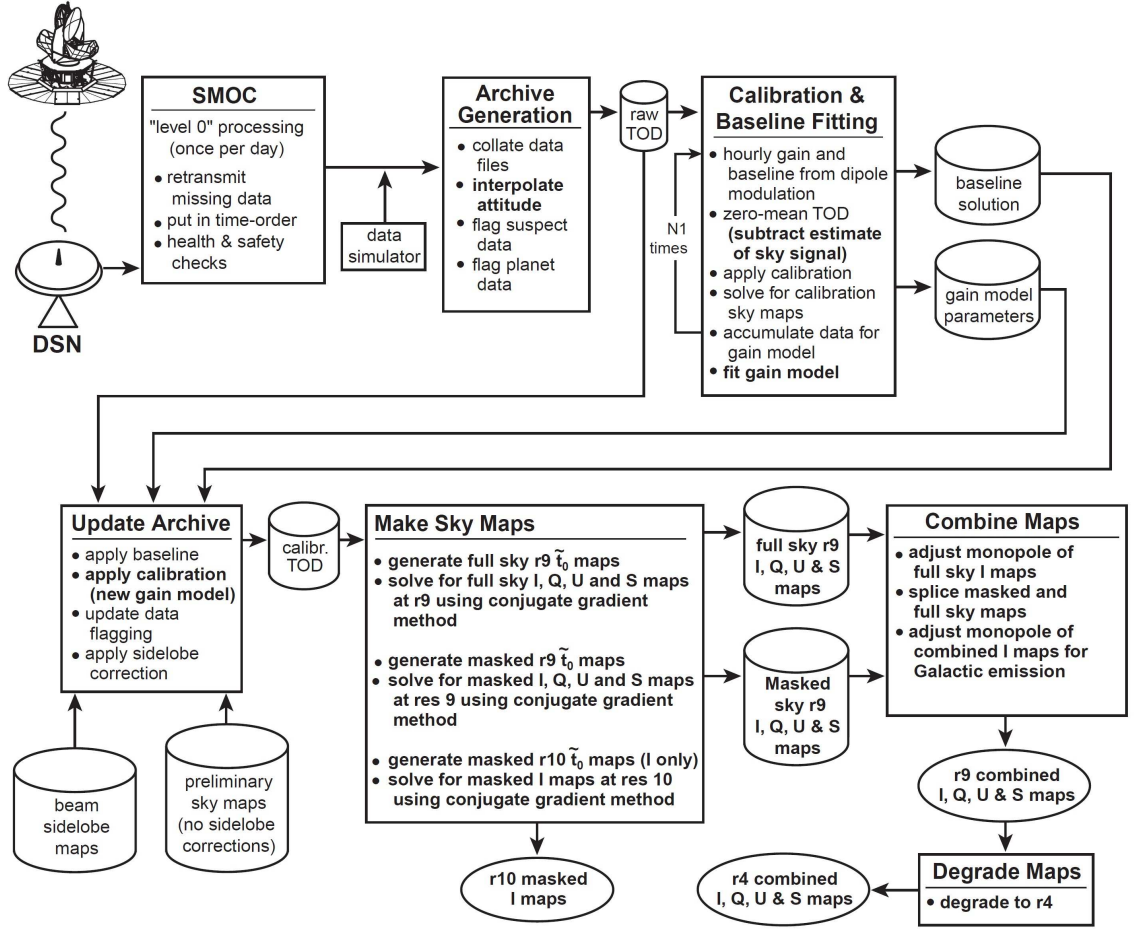 SMOC
"level 0" processing
(once per day)
• retransmit
missing data
• put in time-order
• health & safety
checks
DSN
data
simulator
Archive
Generation
• collate data
files
• interpolate
attitude
• flag suspect
data
• flag planet
data
raw
TOD
Calibration &
Baseline Fitting
• hourly gain and
baseline from dipole
modulation
• zero-mean TOD
(subtract estimate
of sky signal)
• apply calibration
• solve for calibration
sky maps
• accumulate data for
gain model
• fit gain model
N1
times
baseline
solution
gain model
parameters
Update Archive
• apply baseline
• apply calibration
(new gain model)
• update data
flagging
• apply sidelobe
correction
beam
sidelobe
maps
preliminary
sky maps
(no sidelobe
corrections)
calibr.
TOD
Make Sky Maps
• generate full sky r9 t̃₀ maps
• solve for full sky I, Q, U and S maps
at r9 using conjugate gradient
method
• generate masked r9 t̃₀ maps
• solve for masked I, Q, U and S maps
at res 9 using conjugate gradient
method
• generate masked r10 t̃₀ maps (I only)
• solve for masked I maps at res 10
using conjugate gradient method
r10 masked
I maps
full sky r9
I, Q, U & S
maps
Masked
sky r9
I, Q, U & S
maps
Combine Maps
• adjust monopole of
full sky I maps
• splice masked and
full sky maps
• adjust monopole of
combined I maps for
Galactic emission
r9 combined
I, Q, U & S maps
Degrade Maps
• degrade to r4
r4 combined
I, Q, U & S maps